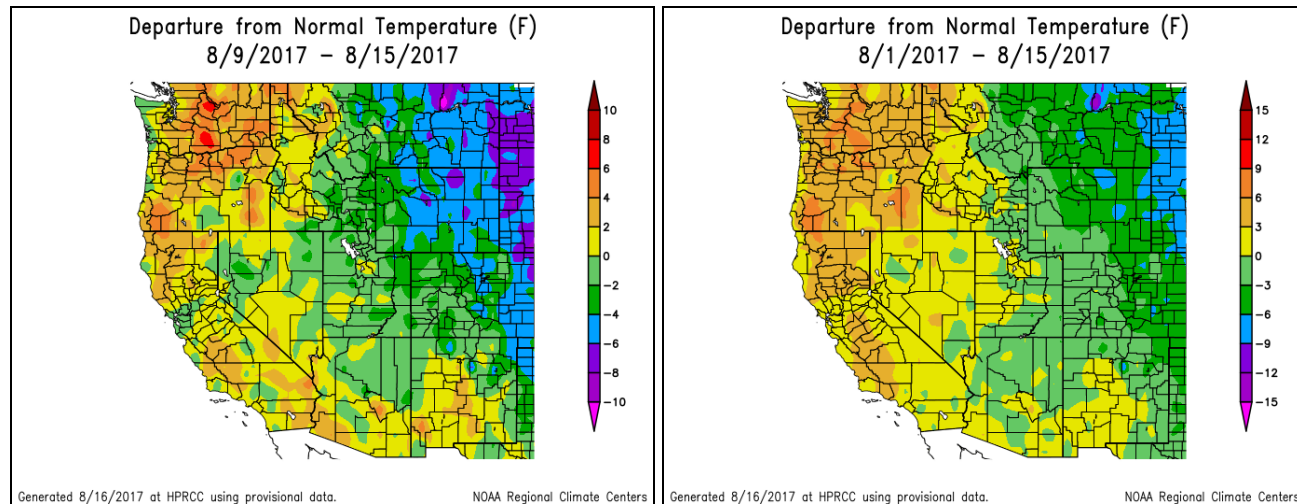 Departure from Normal Temperature (F)
8/9/2017 – 8/15/2017
10
8
6
4
2
0
-2
-4
-6
-8
-10
Generated 8/16/2017 at HPRCC using provisional data.
NOAA Regional Climate Centers
Departure from Normal Temperature (F)
8/1/2017 – 8/15/2017
15
12
9
6
3
0
-3
-6
-9
-12
-15
Generated 8/16/2017 at HPRCC using provisional data.
NOAA Regional Climate Centers